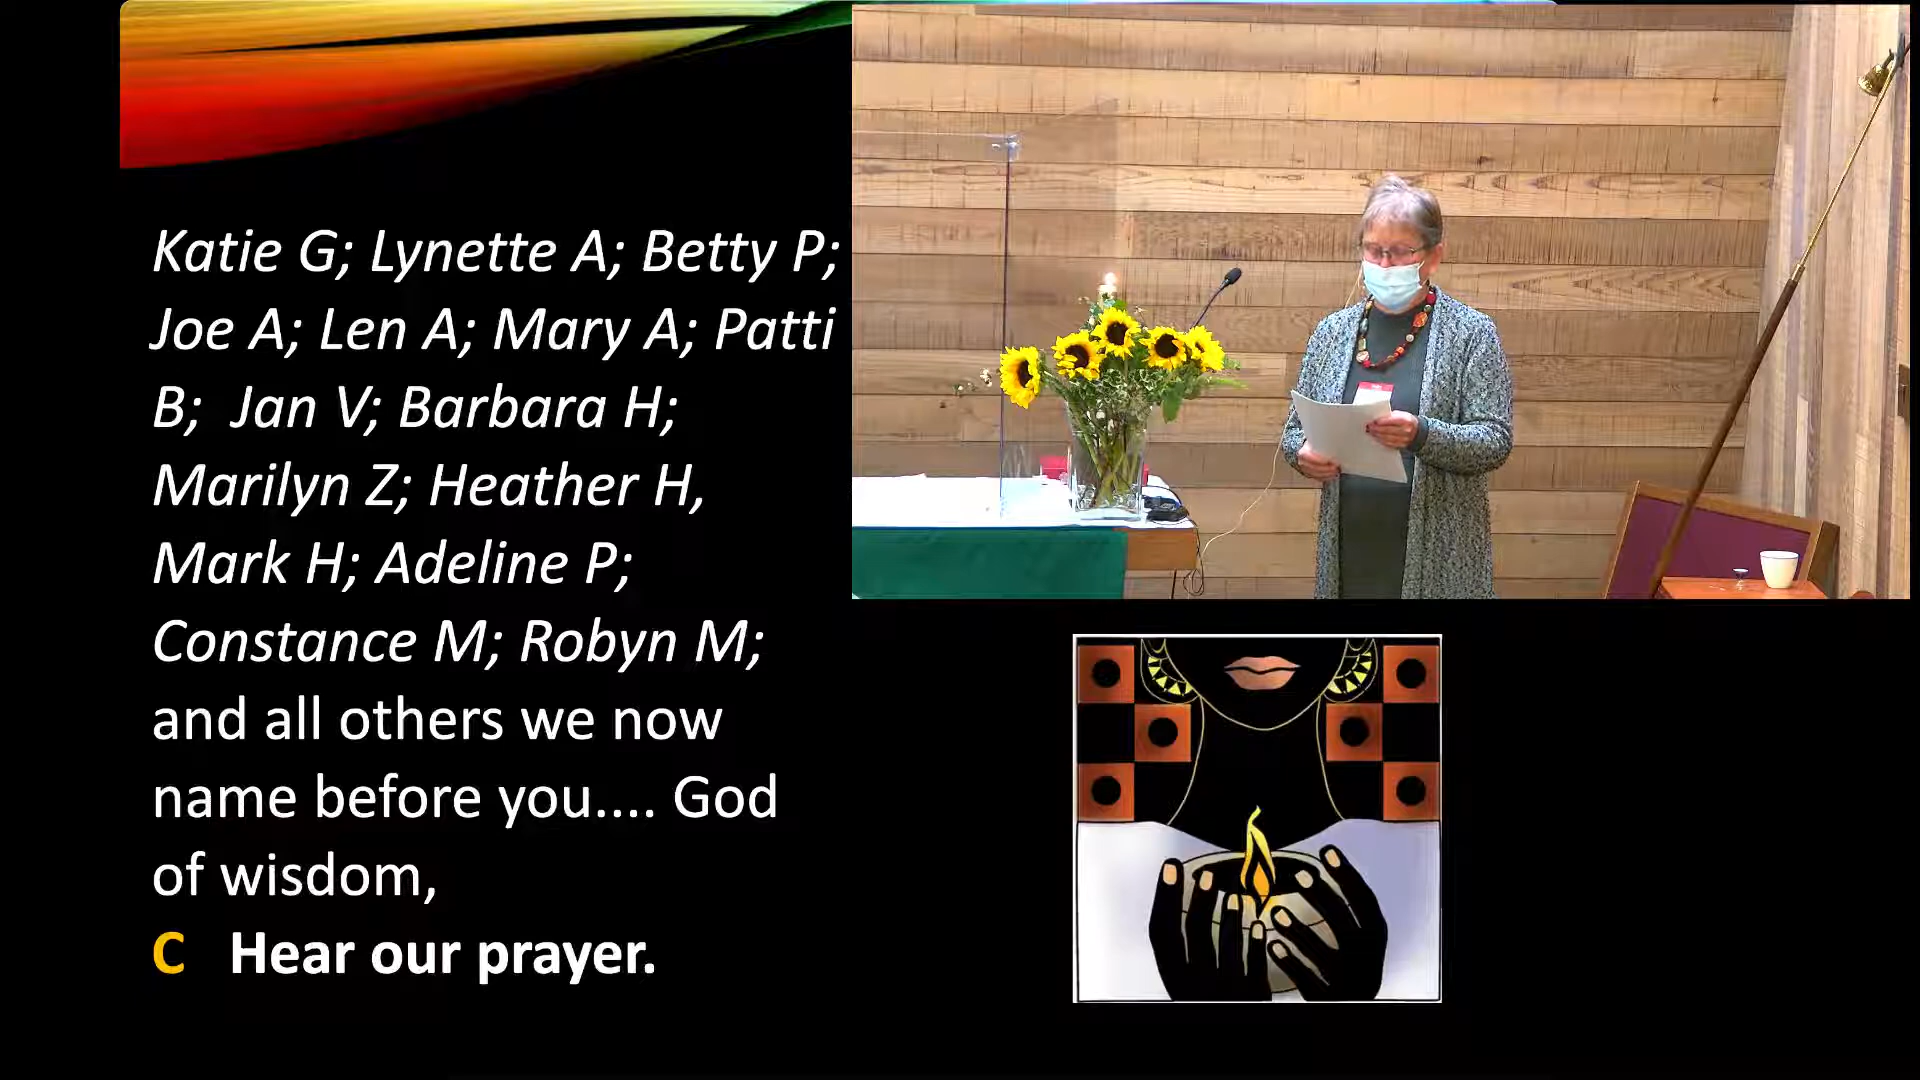 Katie G; Lynette A; Betty P;
Joe A; Len A; Mary A; Patti
B;  Jan V; Barbara H;
Marilyn Z; Heather H,
Mark H; Adeline P;
Constance M; Robyn M;
and all others we now
name before you.... God
of wisdom,
C   Hear our prayer.